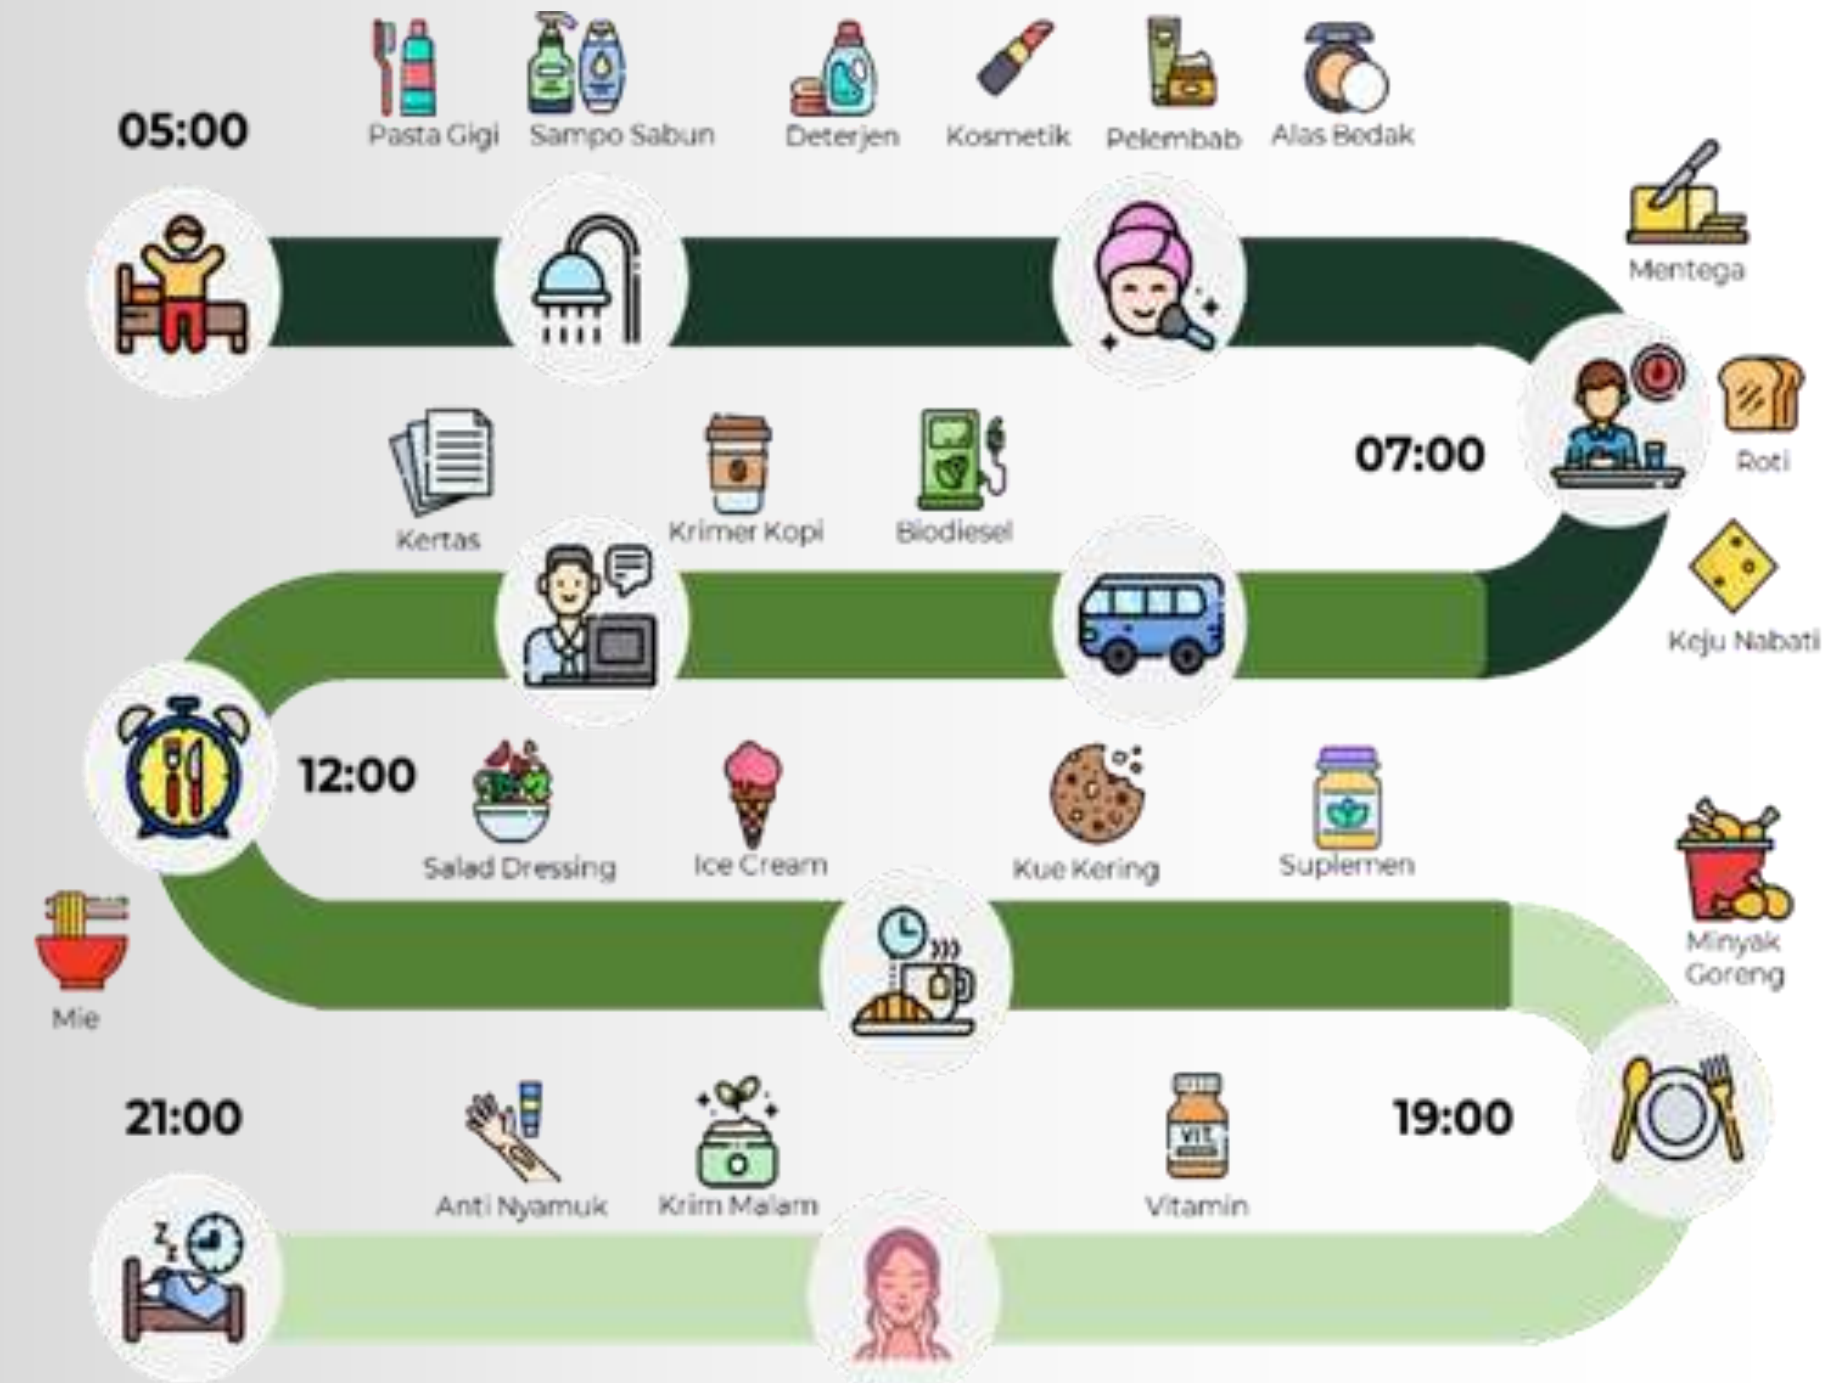 05:00
Pasta Gigi
Sampo Sabun
Deterjen
Kosmetik
Pelembab
Alas Bedak
Mentega
07:00
Roti
Keju Nabati
Biodiesel
Krimer Kopi
Kertas
12:00
Mie
Salad Dressing
Ice Cream
Kue Kering
Suplemen
Minyak
Goreng
19:00
VIT
Vitamin
Krim Malam
Anti Nyamuk
21:00
Z
Z